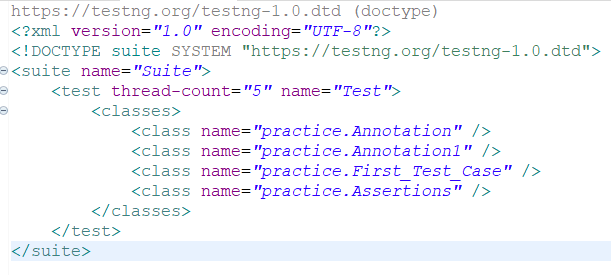 https://testng.org/testng-1.0.dtd (doctype)
<?xml version="1.0" encoding="UTF-8"?>
<!DOCTYPE suite SYSTEM "https://testng.org/testng-1.0.dtd">
<suite name="Suite">
    <test thread-count="5" name="Test">
        <classes>
            <class name="practice.Annotation" />
            <class name="practice.Annotation1" />
            <class name="practice.First_Test_Case" />
            <class name="practice.Assertions" />
        </classes>
    </test>
</suite>